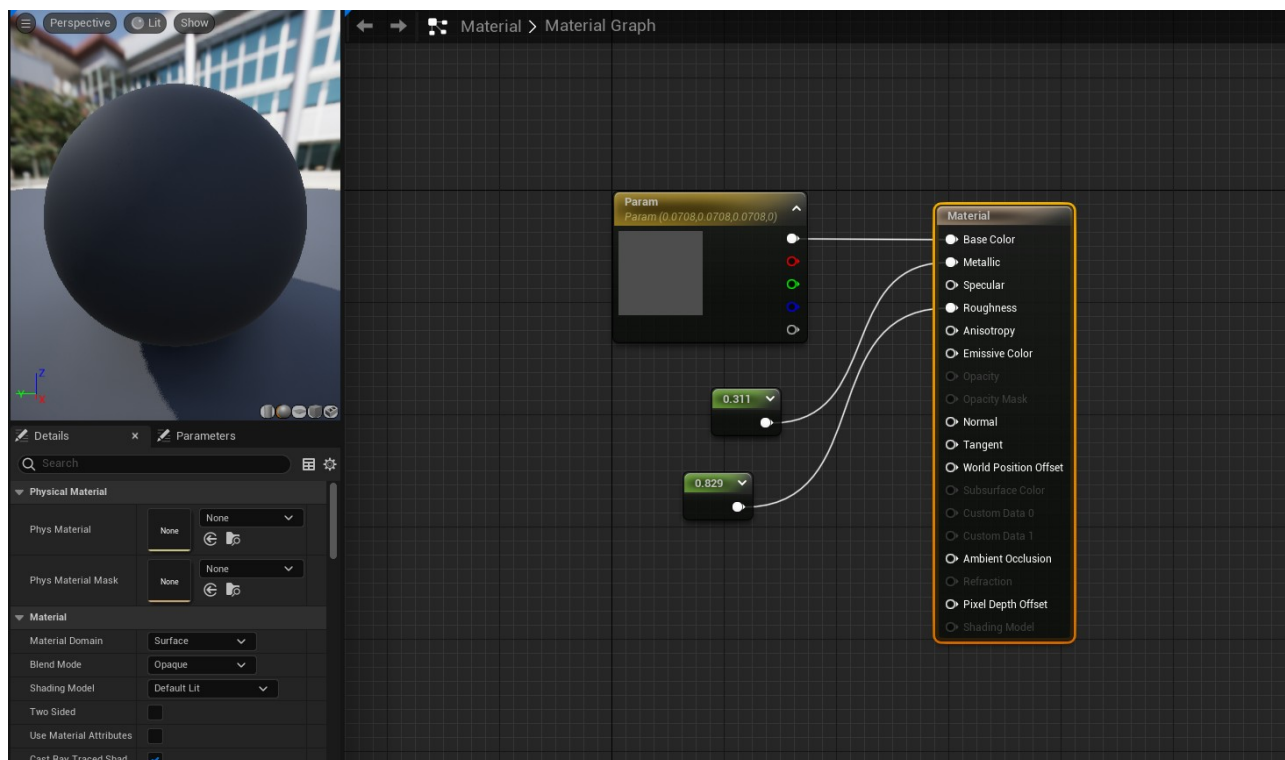 Perspective Lit Show
Material > Material Graph
Z
Y
X
Details × Parameters
Search
Physical Material
Phys Material None None
Phys Material Mask None None
Material
Material Domain Surface
Blend Mode Opaque
Shading Model Default Lit
Two Sided
Use Material Attributes
Cast Ray Traced Shad
Param
Param (0.0708,0.0708,0.0708,0)
0.311
0.829
Material
Base Color
Metallic
Specular
Roughness
Anisotropy
Emissive Color
Opacity
Opacity Mask
Normal
Tangent
World Position Offset
Subsurface Color
Custom Data 0
Custom Data 1
Ambient Occlusion
Refraction
Pixel Depth Offset
Shading Model